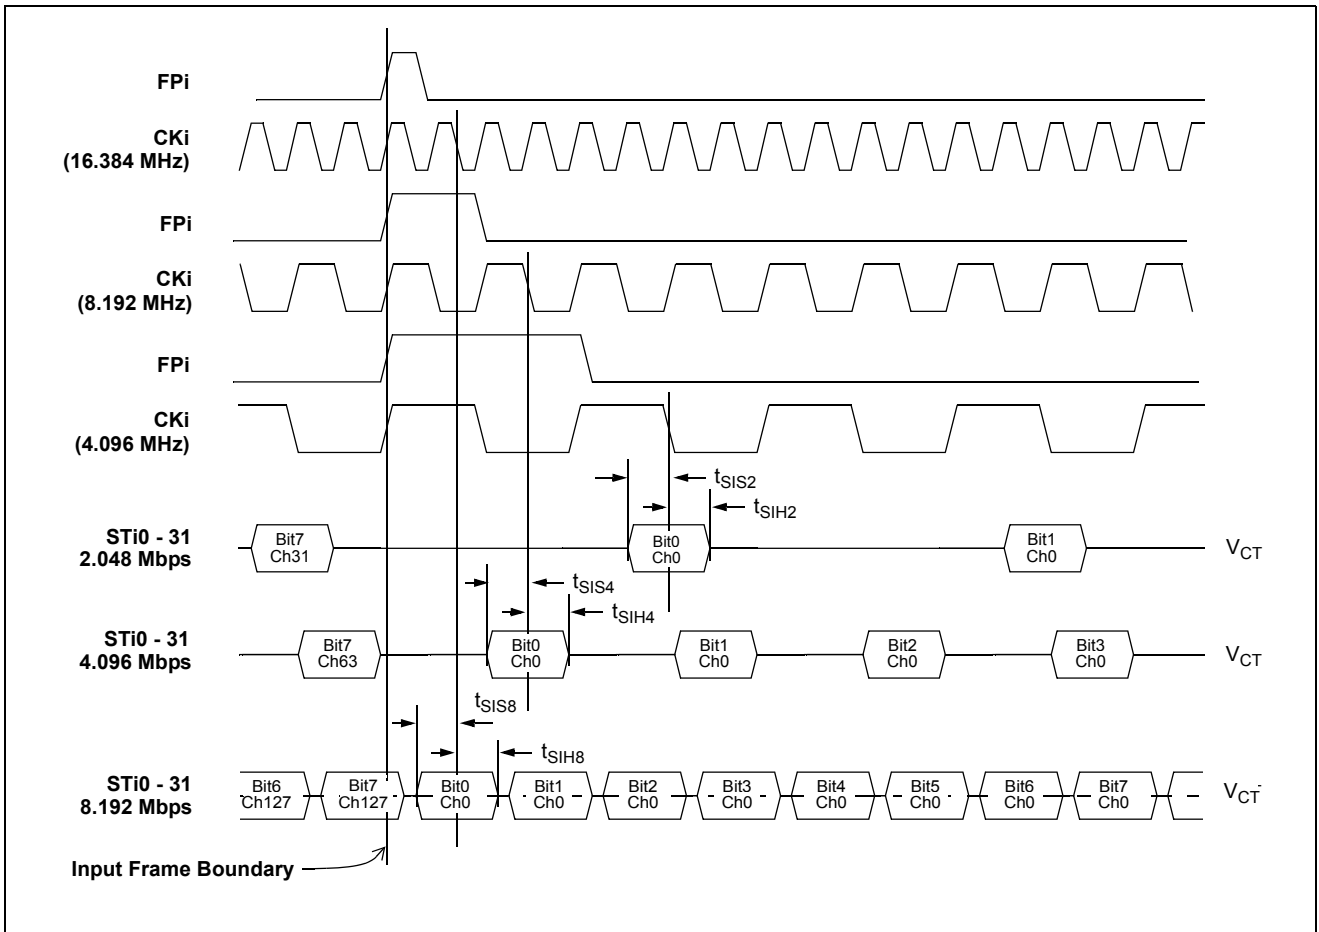 FPi
CKi
(16.384 MHz)
FPi
CKi
(8.192 MHz)
FPi
CKi
(4.096 MHz)
tSIS2
tSIH2
STi0 - 31
2.048 Mbps
Bit7
Ch31
Bit0
Ch0
Bit1
Ch0
VCT
tSIS4
tSIH4
STi0 - 31
4.096 Mbps
Bit7
Ch63
Bit0
Ch0
Bit1
Ch0
Bit2
Ch0
Bit3
Ch0
VCT
tSIS8
tSIH8
STi0 - 31
8.192 Mbps
Bit6
Ch127
Bit7
Ch127
Bit0
Ch0
Bit1
Ch0
Bit2
Ch0
Bit3
Ch0
Bit4
Ch0
Bit5
Ch0
Bit6
Ch0
Bit7
Ch0
VCT
Input Frame Boundary